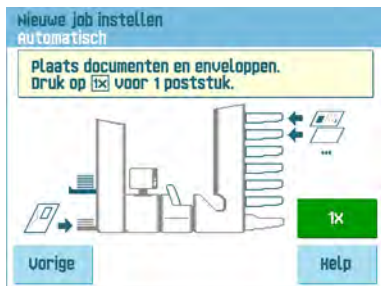 Nieuwe job instellen
Automatisch
Plaats documenten en enveloppen.
Druk op 1x voor 1 poststuk.
...
1x
Vorige
Help